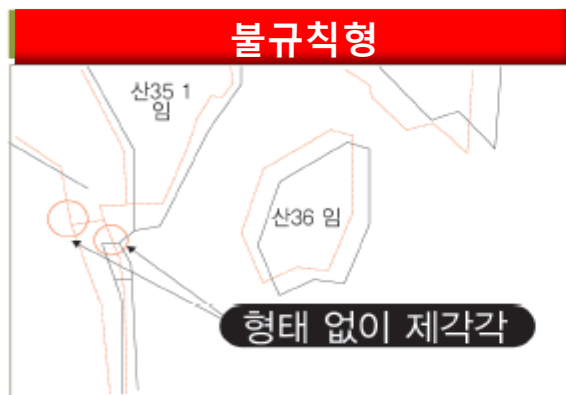 불규칙형
산35 1
임
산36 임
형태 없이 제각각